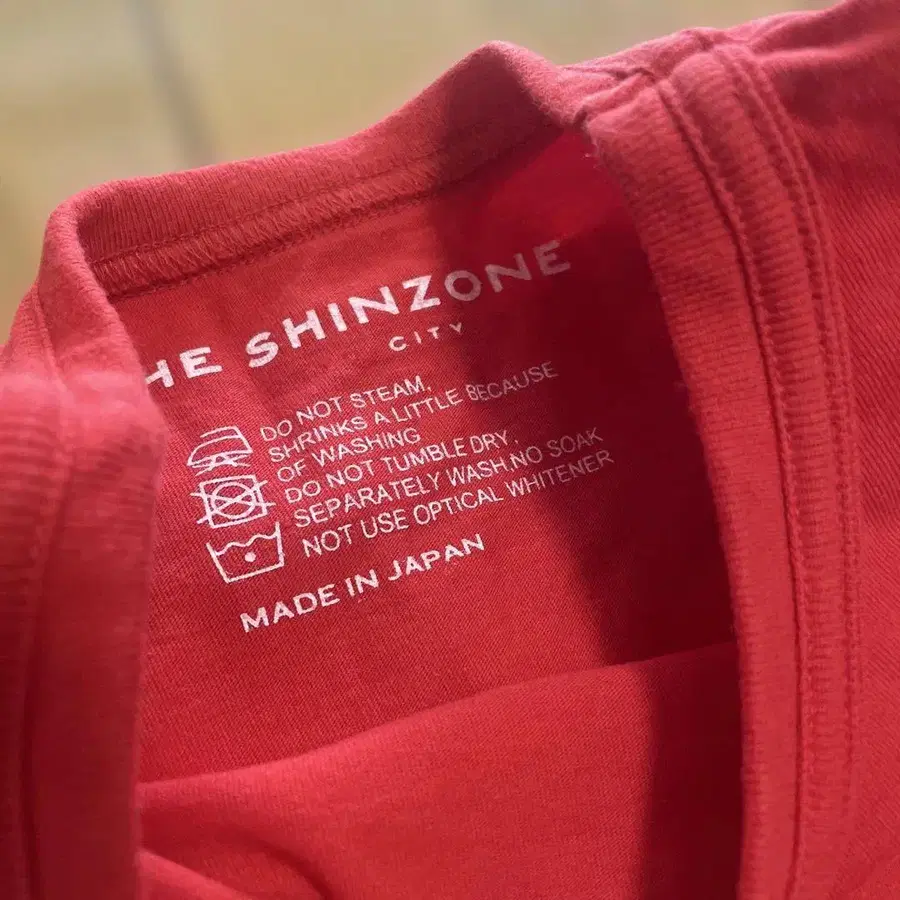 HE SHINZONE
CITY
DO NOT STEAM,
SHRINKS A LITTLE BECAUSE
OF WASHING
DO NOT TUMBLE DRY,
SEPARATELY WASH.NO SOAK
NOT USE OPTICAL WHITENER
MADE IN JAPAN